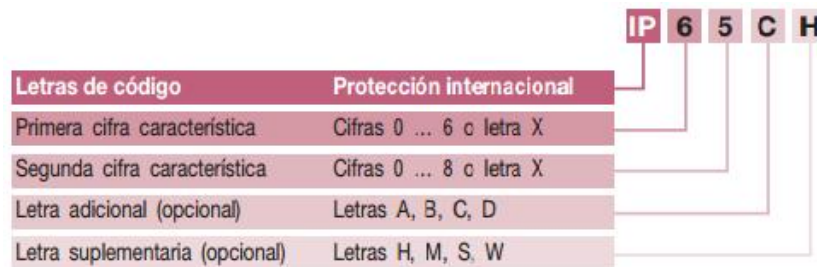 IP 6 5 C H
Letras de código Protección internacional
Primera cifra característica Cifras 0 ... 6 o letra X
Segunda cifra característica Cifras 0 ... 8 o letra X
Letra adicional (opcional) Letras A, B, C, D
Letra suplementaria (opcional) Letras H, M, S, W